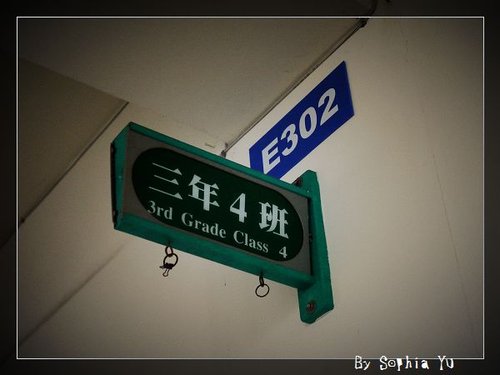 E302
三年4班
3rd Grade Class 4
By Sophia Yu